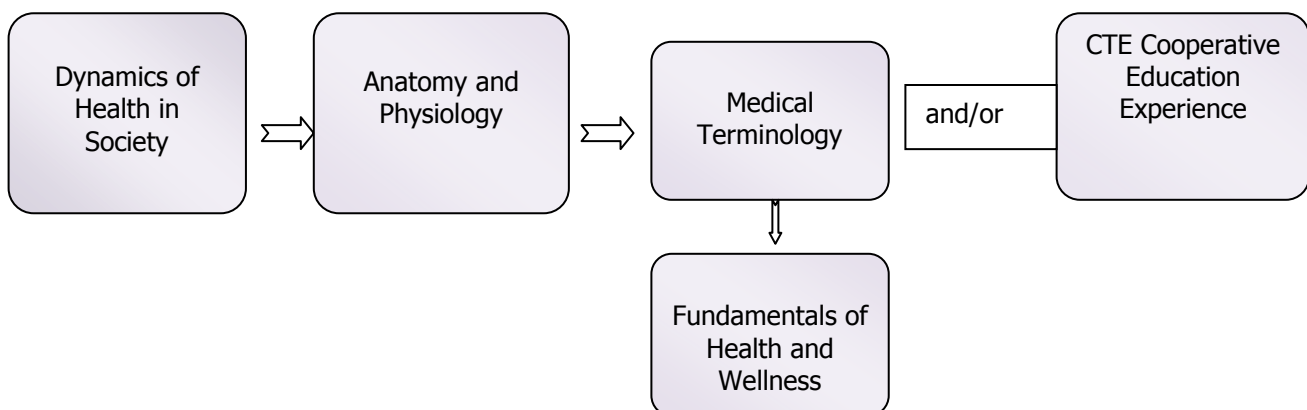 Dynamics of
Health in
Society
Anatomy and
Physiology
Medical
Terminology
and/or
CTE Cooperative
Education
Experience
Fundamentals of
Health and
Wellness